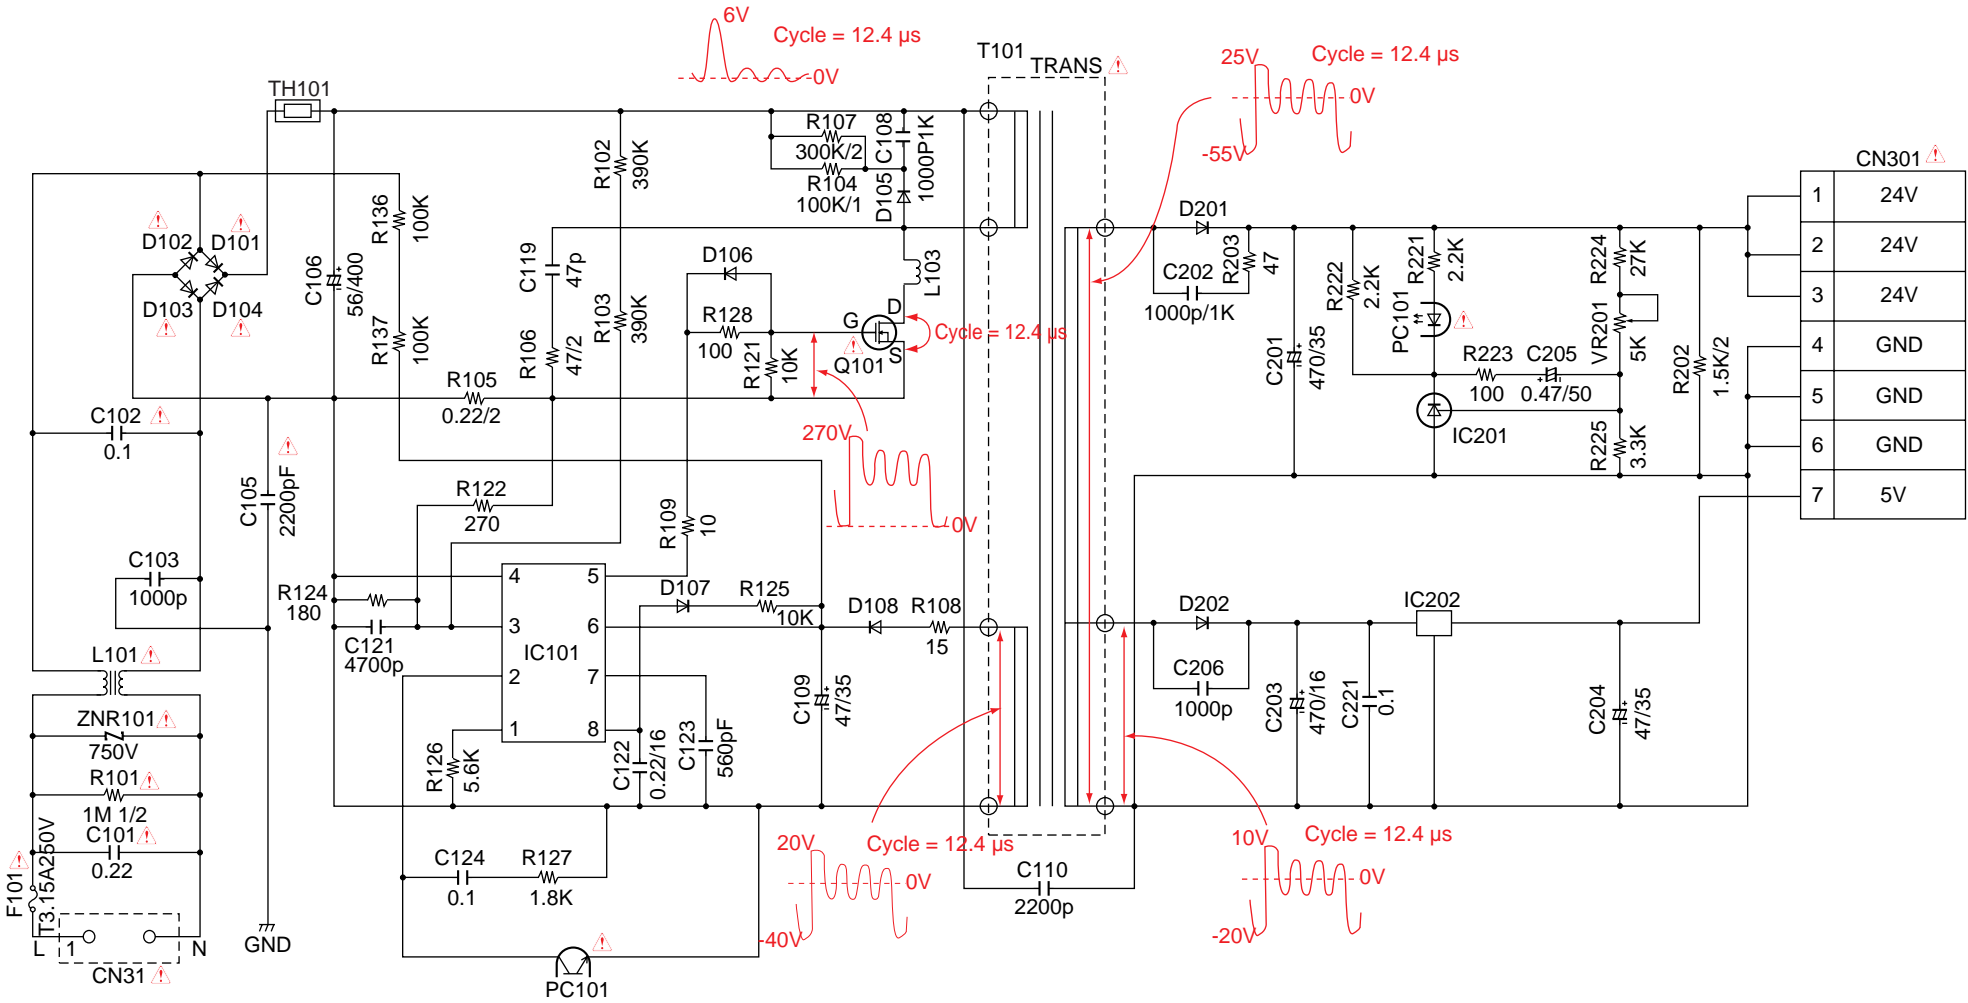 6V
Cycle = 12.4 µs
0V
T101
TRANS
25V
Cycle = 12.4 µs
0V
-55V
TH101
R107
300K/2
R104
100K/1
C108
1000P1K
D105
R102
390K
CN301
1 24V
2 24V
3 24V
4 GND
5 GND
6 GND
7 5V
D102
D101
D103
D104
R136
100K
C106
56/400
R137
100K
C119
47p
R106
47/2
R103
390K
D106
R128
100
R121
10K
L103
G
D
S
Q101
Cycle = 12.4 µs
D201
R203
47
C202
1000p/1K
C201
470/35
R222
2.2K
R221
2.2K
PC101
R224
27K
VR201
5K
R223
100
C205
0.47/50
R202
1.5K/2
IC201
R225
3.3K
R105
0.22/2
C102
0.1
C105
2200pF
270V
0V
R122
270
R109
10
C103
1000p
R124
180
C121
4700p
IC101
4
3
2
1
5
6
7
8
D107
R125
10K
D108
R108
15
D202
C206
1000p
IC202
C203
470/16
C221
0.1
C204
47/35
L101
ZNR101
750V
R101
1M 1/2
C101
0.22
F101
T3.15A250V
R126
5.6K
C122
0.22/16
C123
560pF
C109
47/35
C124
0.1
R127
1.8K
20V
Cycle = 12.4 µs
0V
-40V
10V
Cycle = 12.4 µs
0V
-20V
C110
2200p
L
1
N
CN31
GND
PC101